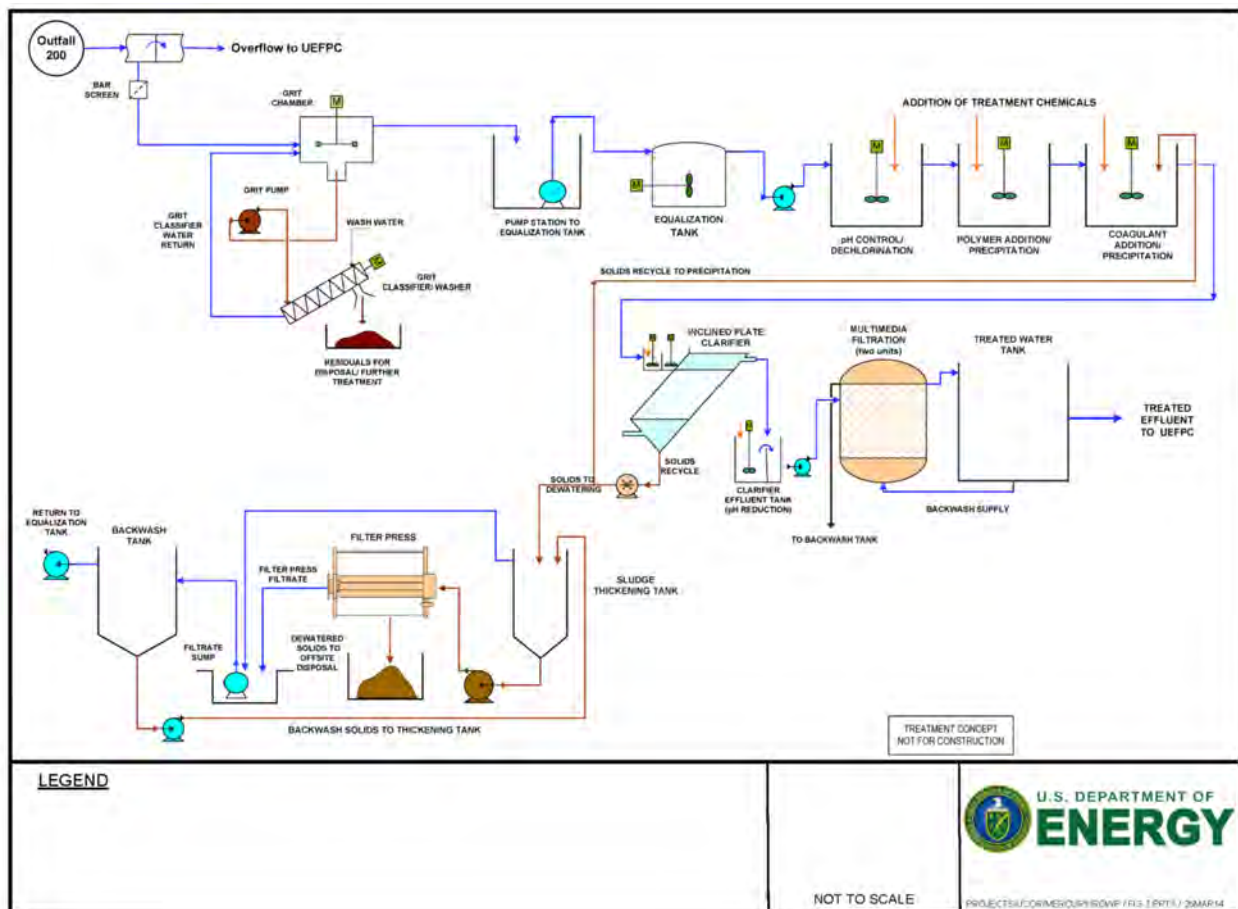 Outfall
200
Overflow to UEFPC
BAR
SCREEN
GRIT
CHAMBER
M
ADDITION OF TREATMENT CHEMICALS
M
M
M
M
GRIT PUMP
GRIT
CLASSIFIER
WATER
RETURN
WASH WATER
GRIT
CLASSIFIER/WASHER
RESIDUALS FOR
DISPOSAL/ FURTHER
TREATMENT
PUMP STATION TO
EQUALIZATION TANK
EQUALIZATION
TANK
pH CONTROL/
DECHLORINATION
POLYMER ADDITION/
PRECIPITATION
COAGULANT
ADDITION/
PRECIPITATION
SOLIDS RECYCLE TO PRECIPITATION
INCLINED PLATE
CLARIFIER
MULTIMEDIA
FILTRATION
(two units)
TREATED WATER
TANK
TREATED
EFFLUENT
TO UEFPC
SOLIDS
RECYCLE
SOLIDS TO
DEWATERING
CLARIFIER
EFFLUENT TANK
(pH REDUCTION)
BACKWASH SUPPLY
TO BACKWASH TANK
RETURN TO
EQUALIZATION
TANK
BACKWASH
TANK
FILTER PRESS
FILTER PRESS
FILTRATE
SLUDGE
THICKENING TANK
FILTRATE
SUMP
DEWATERED
SOLIDS TO
OFFSITE
DISPOSAL
BACKWASH SOLIDS TO THICKENING TANK
TREATMENT CONCEPT
NOT FOR CONSTRUCTION
LEGEND
NOT TO SCALE
U.S. DEPARTMENT OF
ENERGY